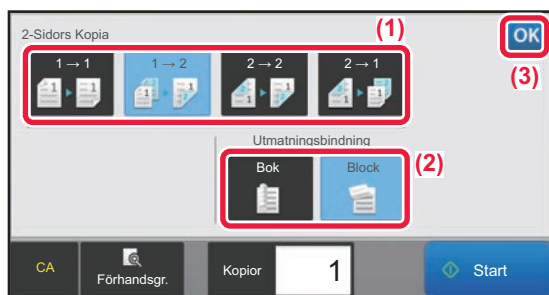 2-Sidors Kopia
(1)
OK
(3)
1 → 1
1 → 2
2 → 2
2 → 1
Utmatningsbindning
Bok
Block
(2)
CA
Förhandsgr.
Kopior
1
Start